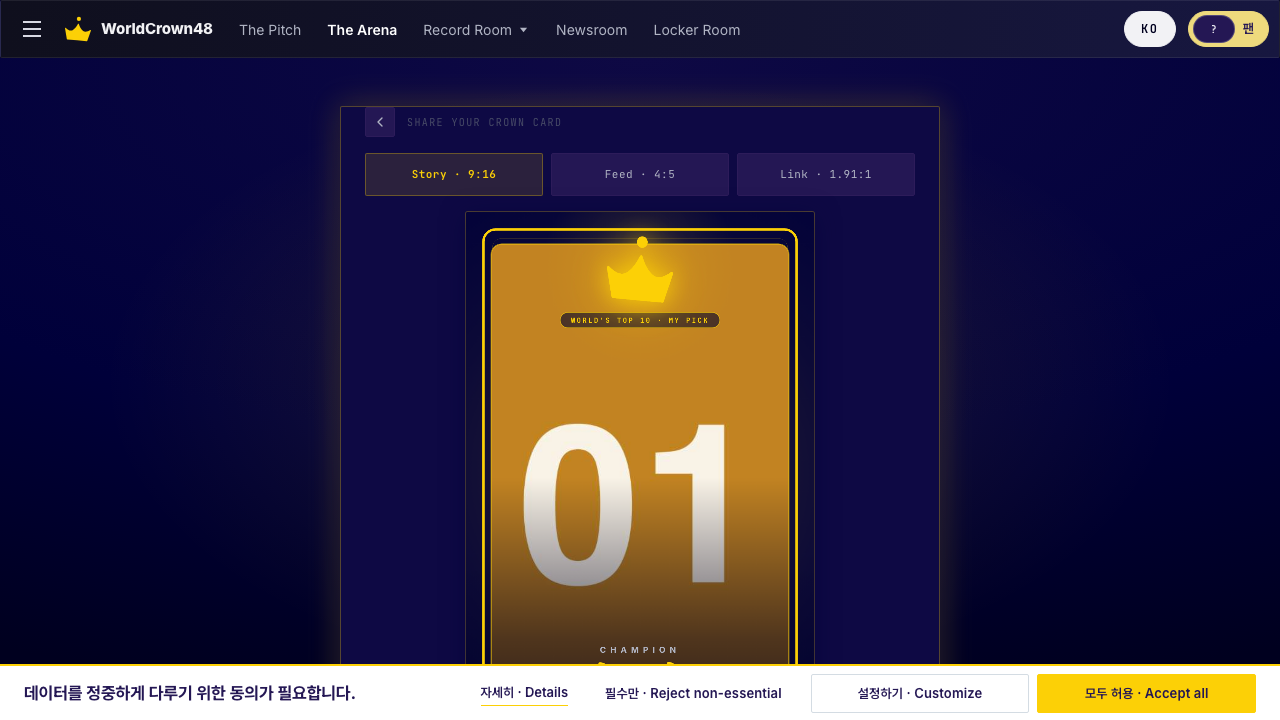 WorldCrown48 The Pitch The Arena Record Room Newsroom Locker Room KO ? 팬
SHARE YOUR CROWN CARD
Story · 9:16 Feed · 4:5 Link · 1.91:1
WORLD'S TOP 10 · MY PICK
01
CHAMPION
데이터를 정중하게 다루기 위한 동의가 필요합니다. 자세히 · Details 필수만 · Reject non-essential 설정하기 · Customize 모두 허용 · Accept all